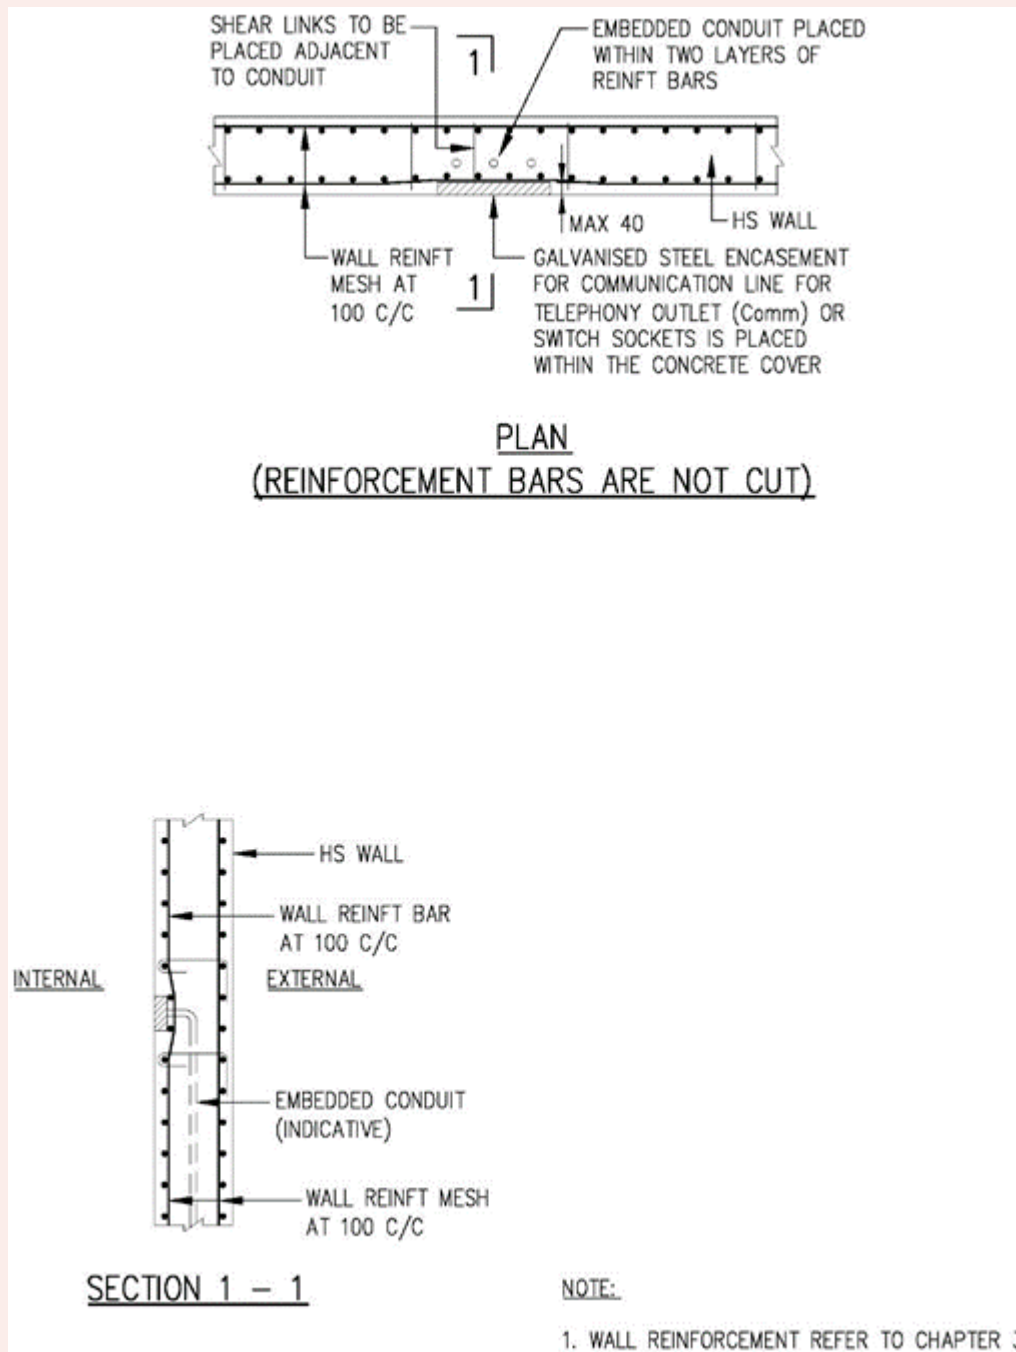 SHEAR LINKS TO BE
PLACED ADJACENT
TO CONDUIT
1
EMBEDDED CONDUIT PLACED
WITHIN TWO LAYERS OF
REINFT BARS
MAX 40
HS WALL
WALL REINFT
MESH AT
100 C/C
1
GALVANISED STEEL ENCASEMENT
FOR COMMUNICATION LINE FOR
TELEPHONY OUTLET (Comm) OR
SWITCH SOCKETS IS PLACED
WITHIN THE CONCRETE COVER
PLAN
(REINFORCEMENT BARS ARE NOT CUT)
HS WALL
WALL REINFT BAR
AT 100 C/C
INTERNAL
EXTERNAL
EMBEDDED CONDUIT
(INDICATIVE)
WALL REINFT MESH
AT 100 C/C
SECTION 1 – 1
NOTE:
1. WALL REINFORCEMENT REFER TO CHAPTER